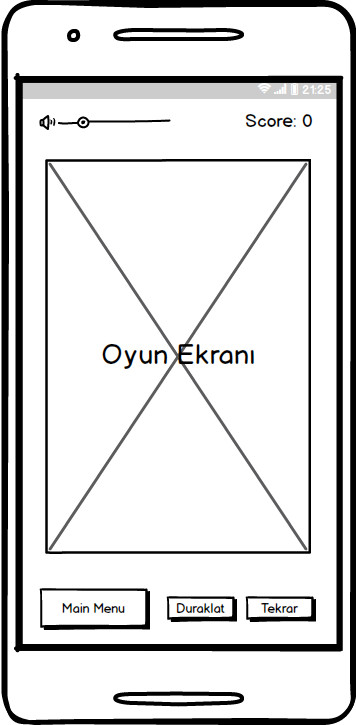 21:25
Score: 0
Oyun Ekranı
Main Menu
Duraklat
Tekrar